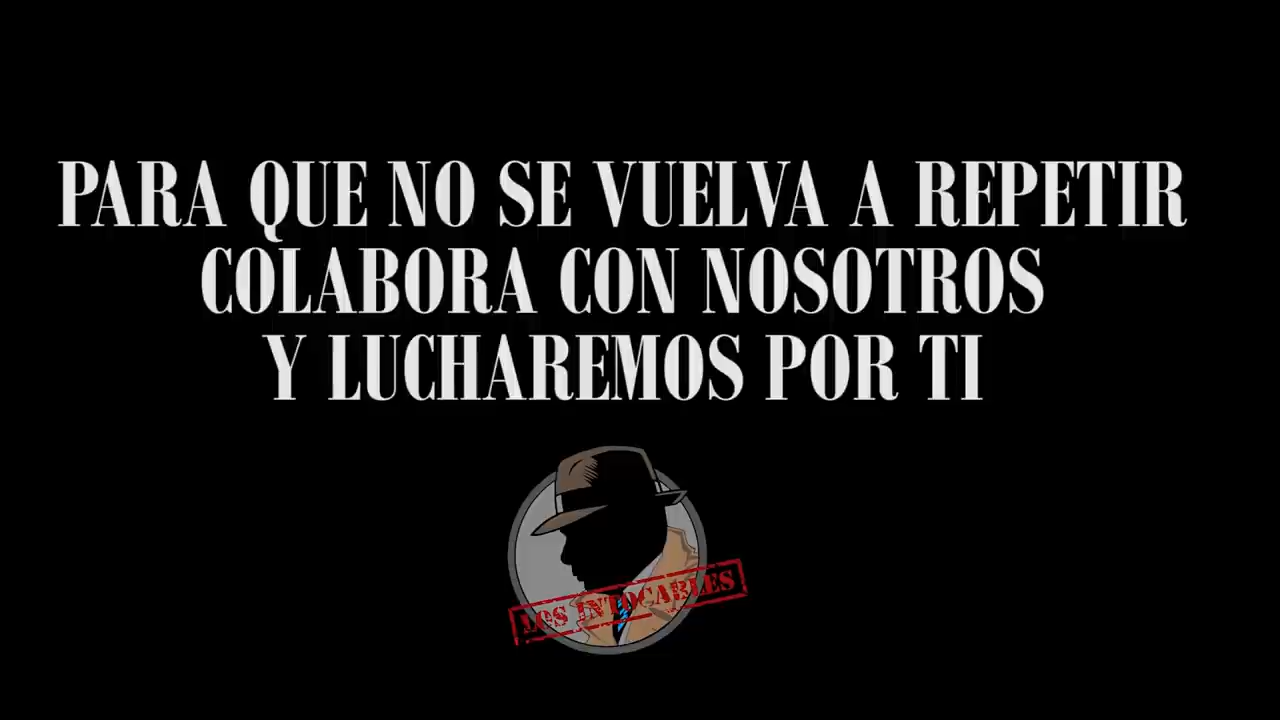 PARA QUE NO SE VUELVA A REPETIR
COLABORA CON NOSOTROS
Y LUCHAREMOS POR TI
LOS INTOCABLES